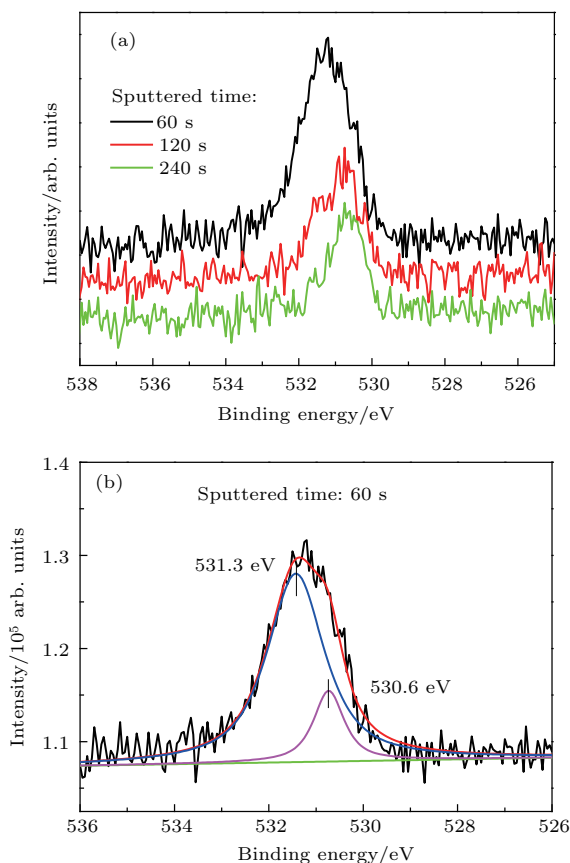 (a)
Sputtered time:
60 s
120 s
240 s
Intensity/arb. units
538 536 534 532 530 528 526
Binding energy/eV
(b)
Sputtered time: 60 s
1.4
1.3
1.2
1.1
531.3 eV
530.6 eV
Intensity/10⁵ arb. units
536 534 532 530 528 526
Binding energy/eV